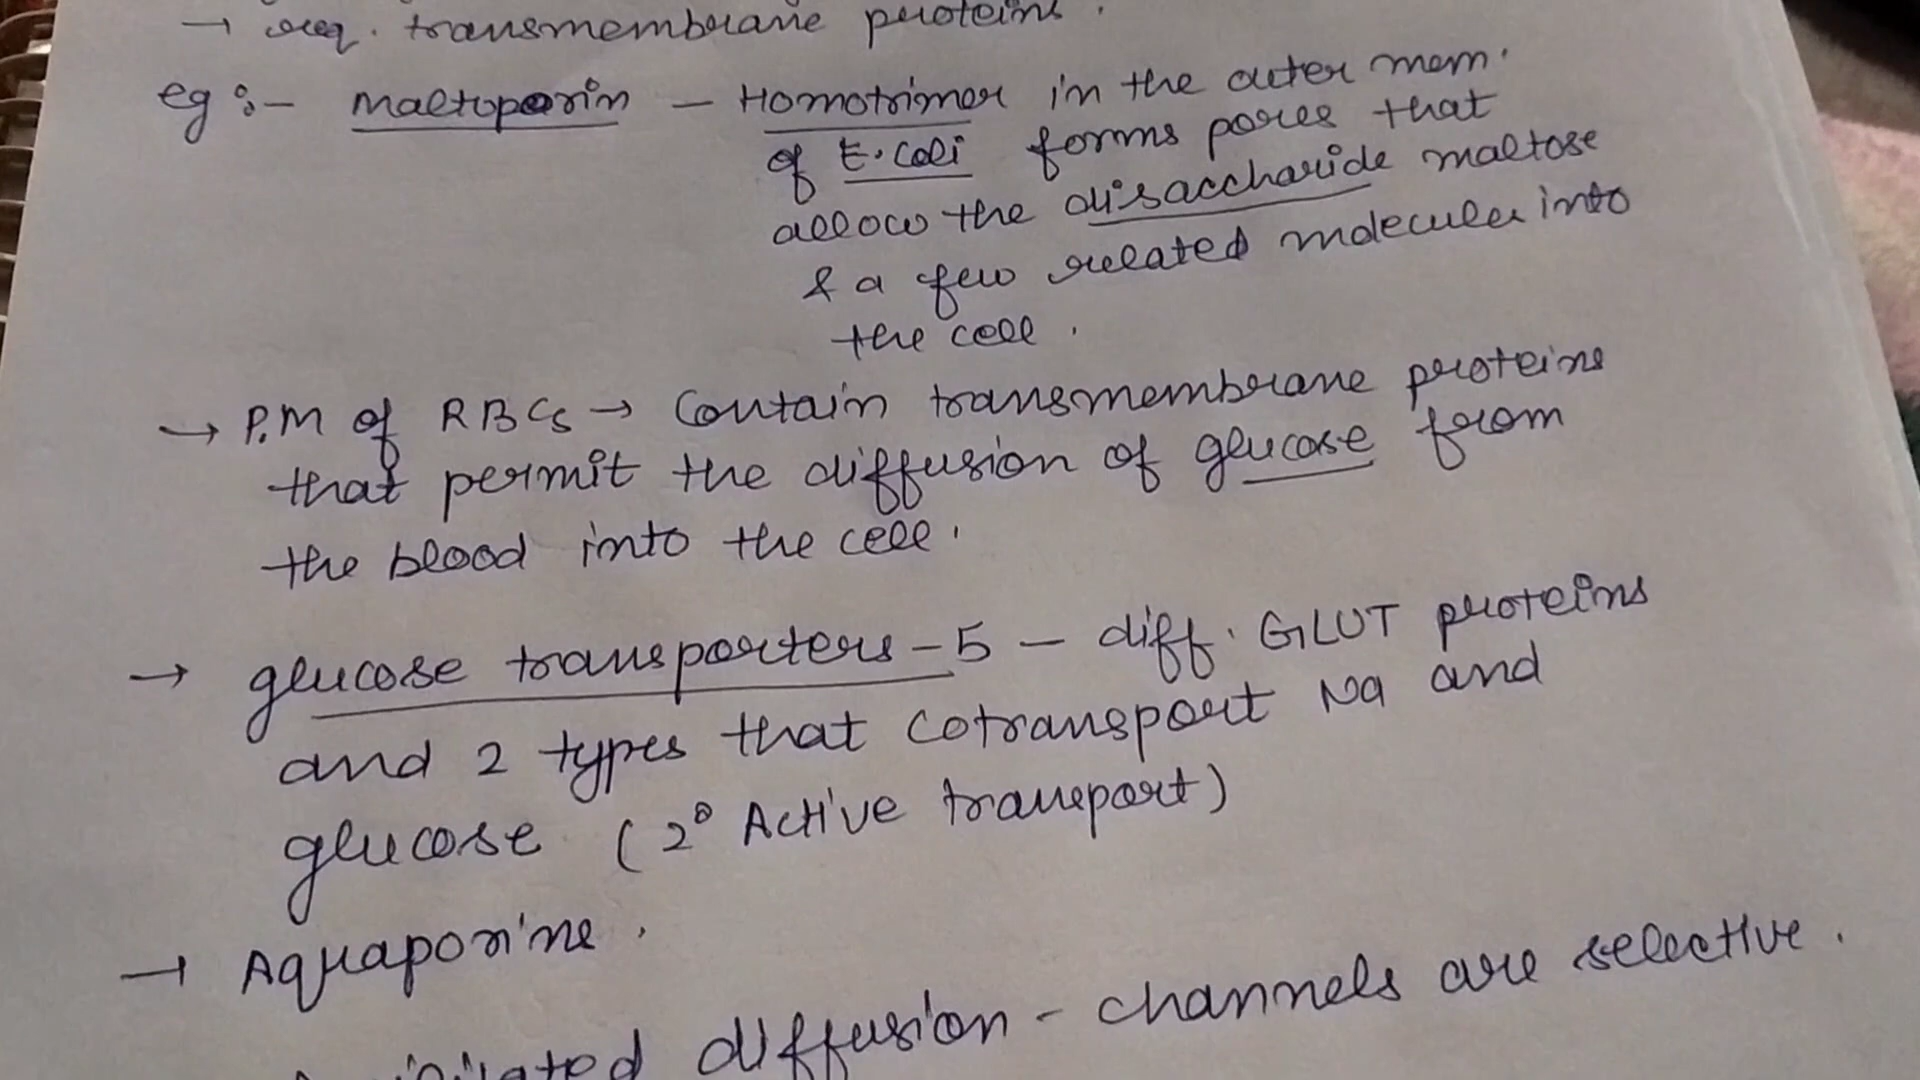 → req. transmembrane proteins.
eg :- maltoporin - Homotrimer in the outer mem.
of E. coli forms pores that
allow the disaccharide maltose
& a few related molecules into
the cell.
→ P.M of RBCs → Contain transmembrane proteins
that permit the diffusion of glucose from
the blood into the cell.
→ glucose transporters - 5 - diff. GLUT proteins
and 2 types that cotransport Na and
glucose (2° Active transport)
→ Aquaporins.
diffusion - channels are selective.